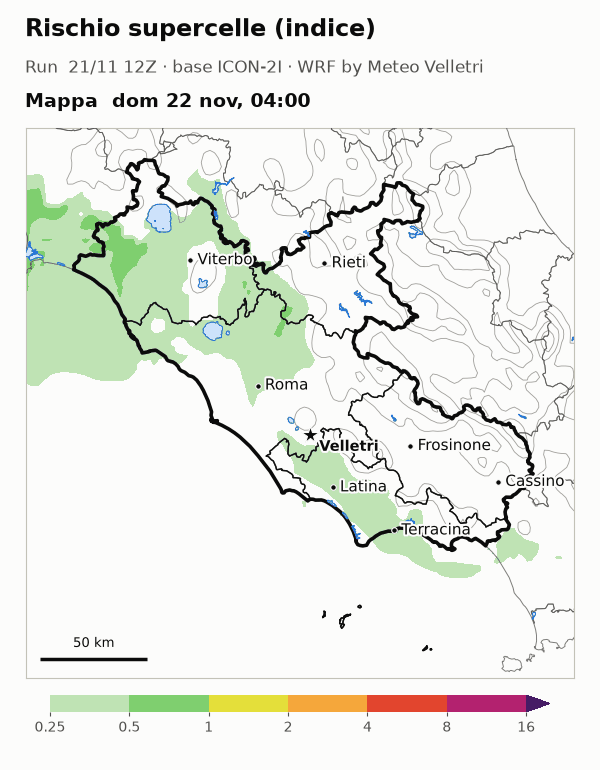 Rischio supercelle (indice)
Run 21/11 12Z · base ICON-2I · WRF by Meteo Velletri
Mappa dom 22 nov, 04:00
Viterbo
Rieti
Roma
Velletri
Frosinone
Latina
Cassino
Terracina
50 km
0.25 0.5 1 2 4 8 16